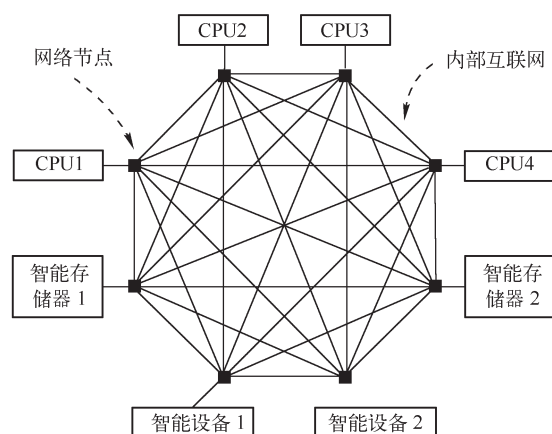 CPU2
CPU3
网络节点
内部互联网
CPU1
CPU4
智能存
储器 1
智能存
储器 2
智能设备 1
智能设备 2